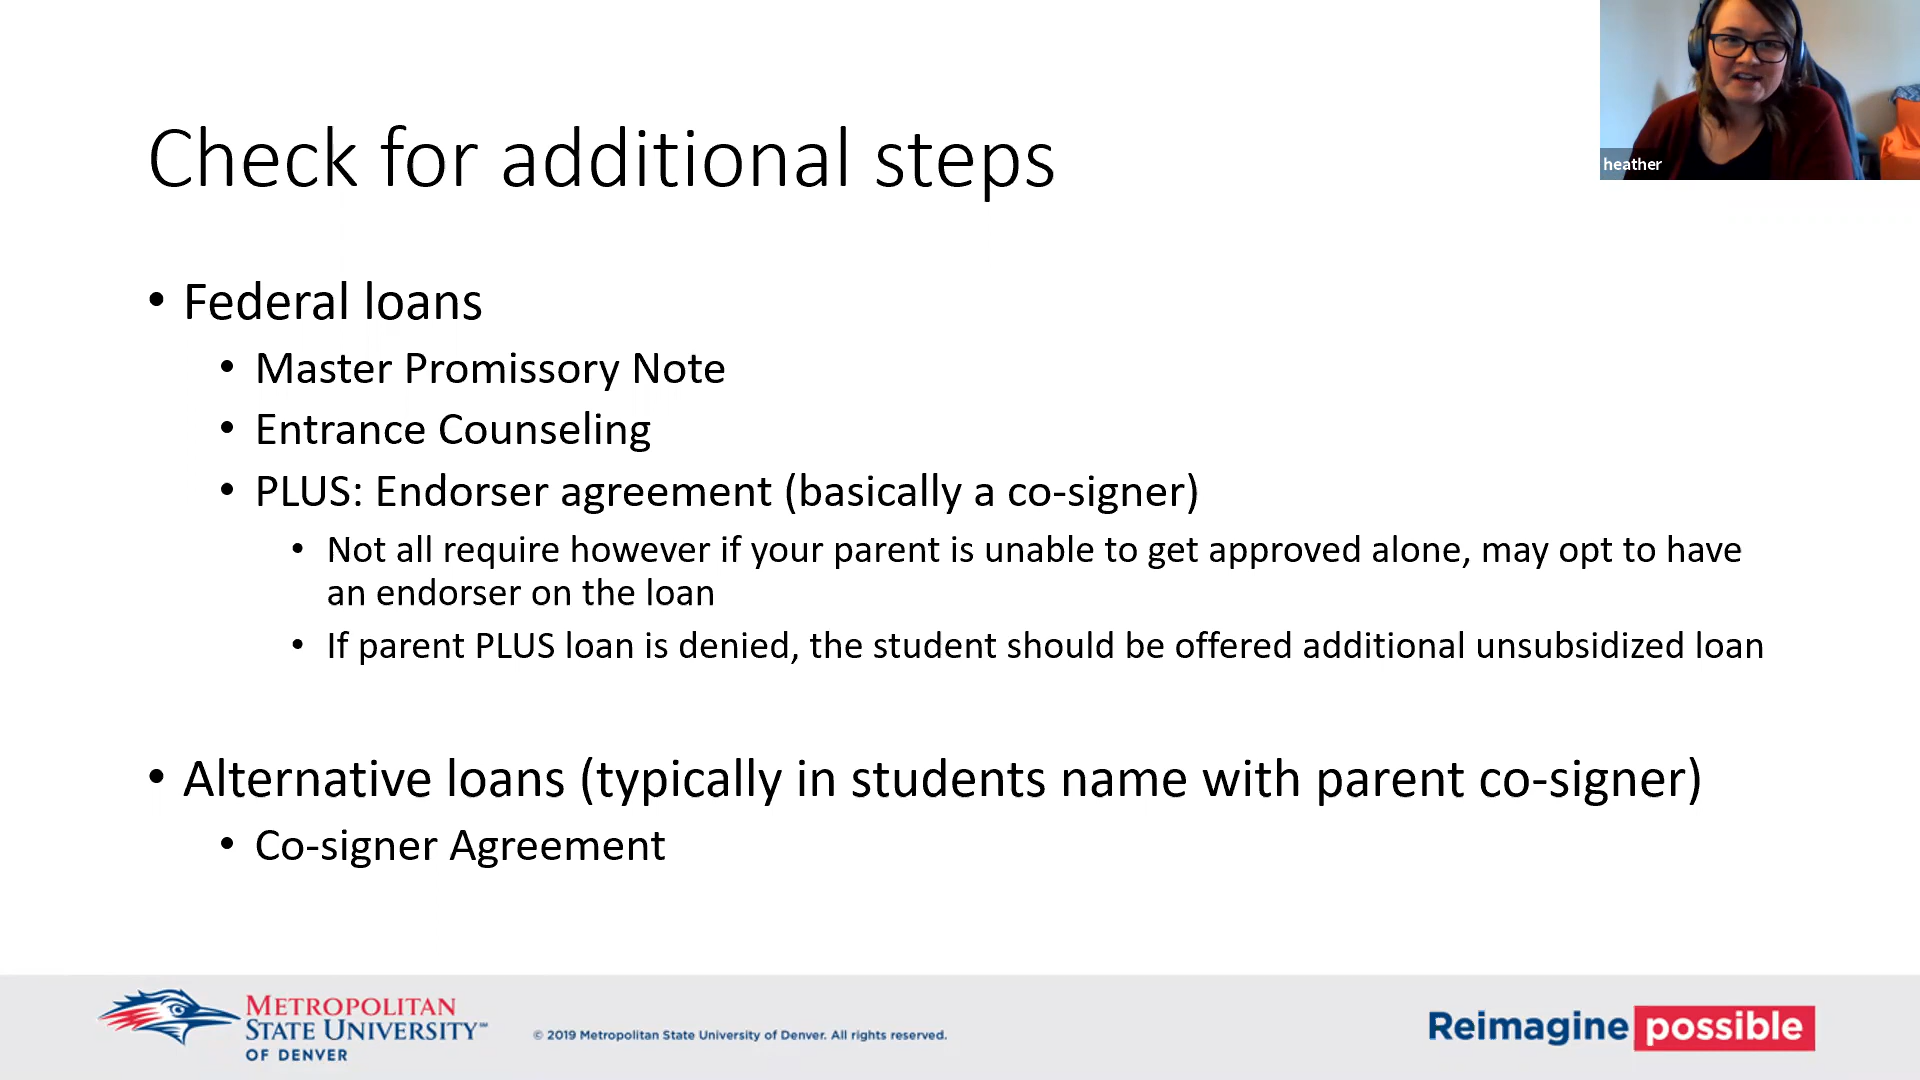 Check for additional steps
heather
• Federal loans
• Master Promissory Note
• Entrance Counseling
• PLUS: Endorser agreement (basically a co-signer)
• Not all require however if your parent is unable to get approved alone, may opt to have
an endorser on the loan
• If parent PLUS loan is denied, the student should be offered additional unsubsidized loan
• Alternative loans (typically in students name with parent co-signer)
• Co-signer Agreement
METROPOLITAN
STATE UNIVERSITY℠
OF DENVER
© 2019 Metropolitan State University of Denver. All rights reserved.
Reimagine possible